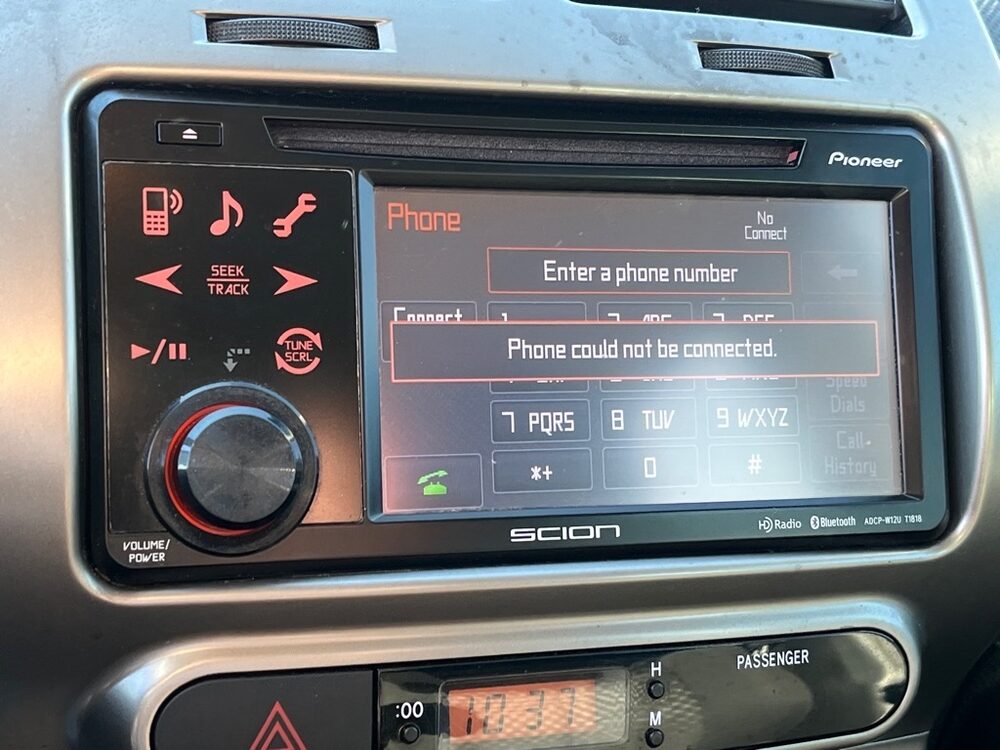 Pioneer
Phone
No
Connect
Enter a phone number
SEEK
TRACK
Connect
Phone could not be connected.
TUNE
SCRL
Speed
Dials
7 PQRS
8 TUV
9 WXYZ
Call
History
*+
0
#
SCION
HD Radio
Bluetooth
ADCP-W12U T1818
VOLUME/
POWER
PASSENGER
H
:00
10 37
M